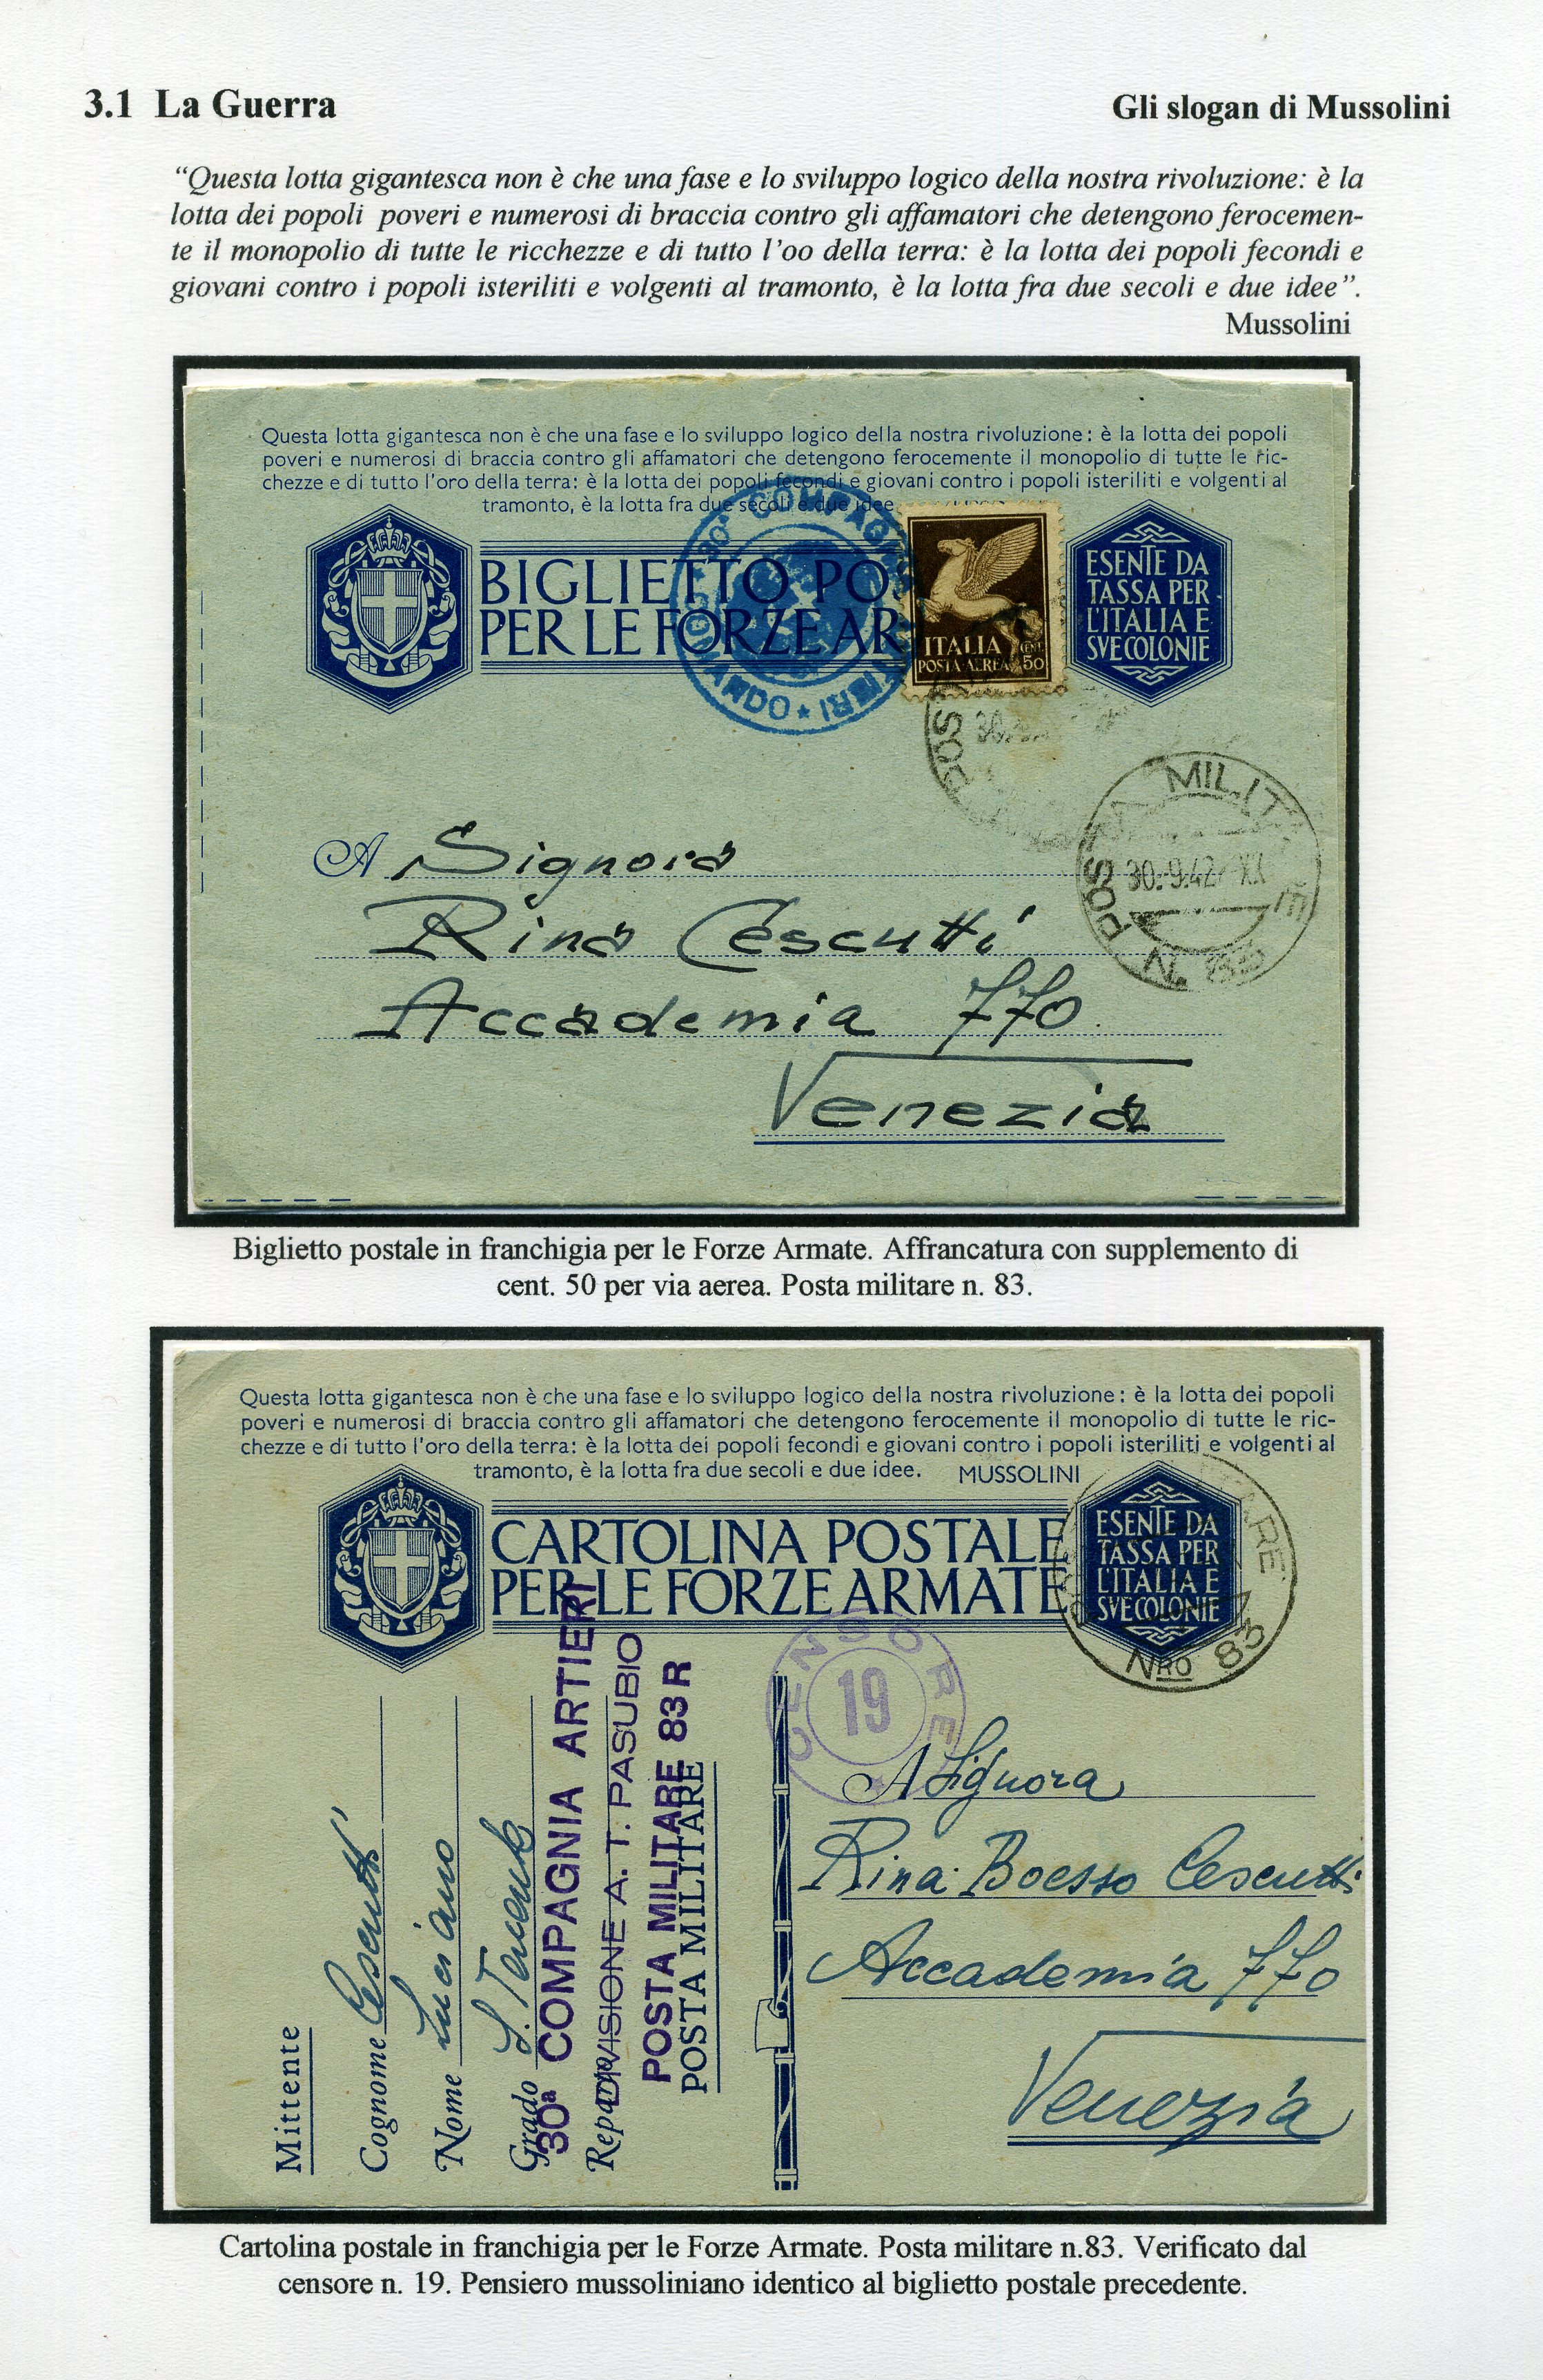 3.1 La Guerra
Gli slogan di Mussolini
“Questa lotta gigantesca non è che una fase e lo sviluppo logico della nostra rivoluzione: è la
lotta dei popoli poveri e numerosi di braccia contro gli affamatori che detengono ferocemen-
te il monopolio di tutte le ricchezze e di tutto l’oo della terra: è la lotta dei popoli fecondi e
giovani contro i popoli isteriliti e volgenti al tramonto, è la lotta fra due secoli e due idee”.
Mussolini
Questa lotta gigantesca non è che una fase e lo sviluppo logico della nostra rivoluzione: è la lotta dei popoli
poveri e numerosi di braccia contro gli affamatori che detengono ferocemente il monopolio di tutte le ric-
chezze e di tutto l'oro della terra: è la lotta dei popoli fecondi e giovani contro i popoli isteriliti e volgenti al
tramonto, è la lotta fra due secoli e due idee.
BIGLIETTO POS
PER LE FORZE AR
30ª COMPAGNIA ARTIERI
COMANDO
ITALIA
POSTA AEREA
CENT. 50
ESENTE DA
TASSA PER
L'ITALIA E
SVE COLONIE
POSTA MILITARE
30.-9.42 XX
N. 83
A Signora
Rina Cescutti
Accademia 770
Venezia
Biglietto postale in franchigia per le Forze Armate. Affrancatura con supplemento di
cent. 50 per via aerea. Posta militare n. 83.
Questa lotta gigantesca non è che una fase e lo sviluppo logico della nostra rivoluzione: è la lotta dei popoli
poveri e numerosi di braccia contro gli affamatori che detengono ferocemente il monopolio di tutte le ric-
chezze e di tutto l'oro della terra: è la lotta dei popoli fecondi e giovani contro i popoli isteriliti e volgenti al
tramonto, è la lotta fra due secoli e due idee. MUSSOLINI
CARTOLINA POSTALE
PER LE FORZE ARMATE
ESENTE DA
TASSA PER
L'ITALIA E
SVE COLONIE
NRO 83
CENSORE
19
Mittente
Cognome Cescutti
Nome Luciano
Grado S. Tenente
30ª COMPAGNIA ARTIERI
Reparto
DIVISIONE A. T. PASUBIO
POSTA MILITARE 83 R
POSTA MILITARE
A Signora
Rina Boesso Cescutti
Accademia 770
Venezia
Cartolina postale in franchigia per le Forze Armate. Posta militare n.83. Verificato dal
censore n. 19. Pensiero mussoliniano identico al biglietto postale precedente.